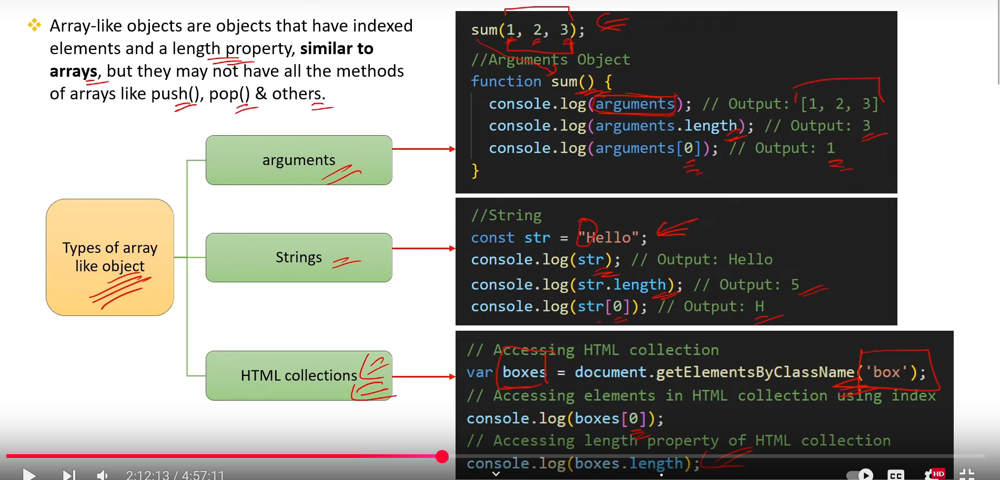 Array-like objects are objects that have indexed
elements and a length property, similar to
arrays, but they may not have all the methods
of arrays like push(), pop() & others.
Types of array
like object
arguments
Strings
HTML collections
sum(1, 2, 3);
//Arguments Object
function sum() {
console.log(arguments); // Output: [1, 2, 3]
console.log(arguments.length); // Output: 3
console.log(arguments[0]); // Output: 1
}
//String
const str = "Hello";
console.log(str); // Output: Hello
console.log(str.length); // Output: 5
console.log(str[0]); // Output: H
// Accessing HTML collection
var boxes = document.getElementsByClassName('box');
// Accessing elements in HTML collection using index
console.log(boxes[0]);
// Accessing length property of HTML collection
console.log(boxes.length);
2:12:13 / 4:57:11
CC
HD